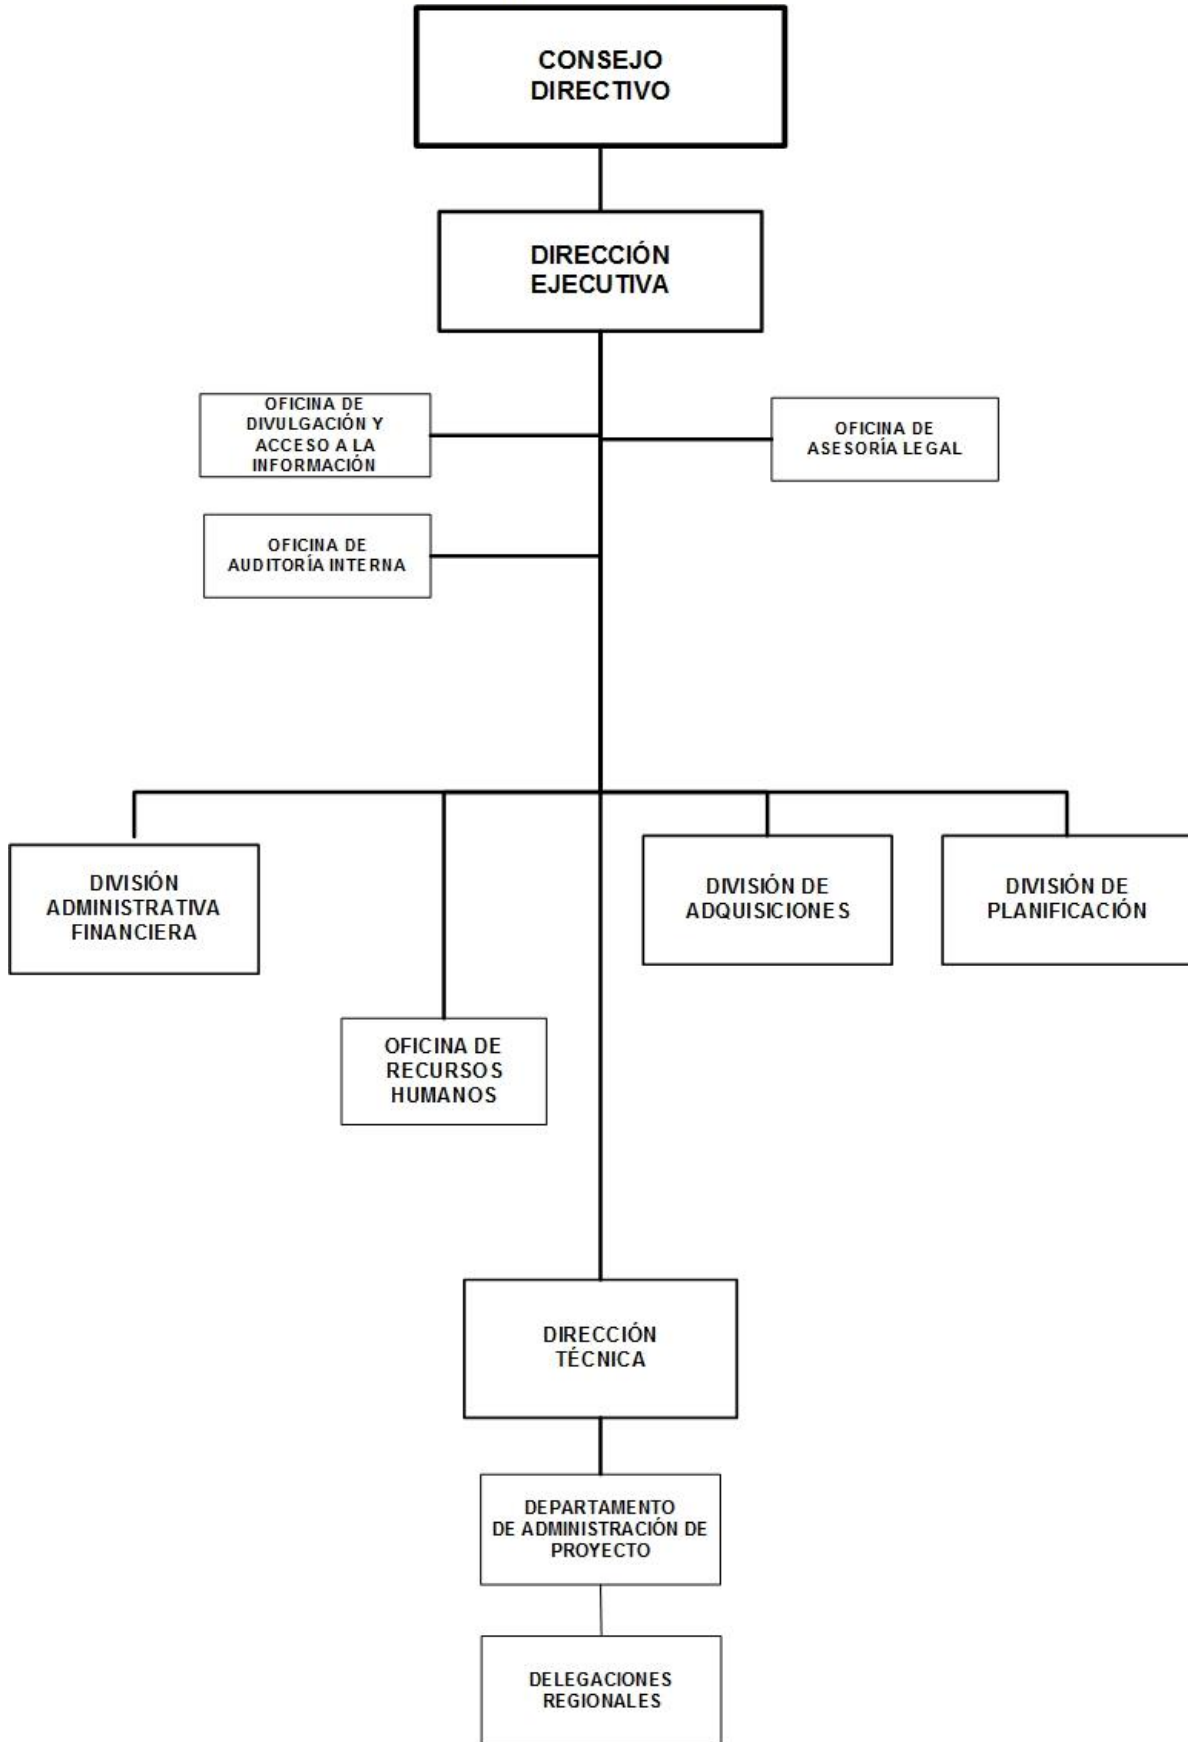 CONSEJO
DIRECTIVO
DIRECCIÓN
EJECUTIVA
OFICINA DE
DIVULGACIÓN Y
ACCESO A LA
INFORMACIÓN
OFICINA DE
ASESORÍA LEGAL
OFICINA DE
AUDITORÍA INTERNA
DIVISIÓN
ADMINISTRATIVA
FINANCIERA
DIVISIÓN DE
ADQUISICIONES
DIVISIÓN DE
PLANIFICACIÓN
OFICINA DE
RECURSOS
HUMANOS
DIRECCIÓN
TÉCNICA
DEPARTAMENTO
DE ADMINISTRACIÓN DE
PROYECTO
DELEGACIONES
REGIONALES